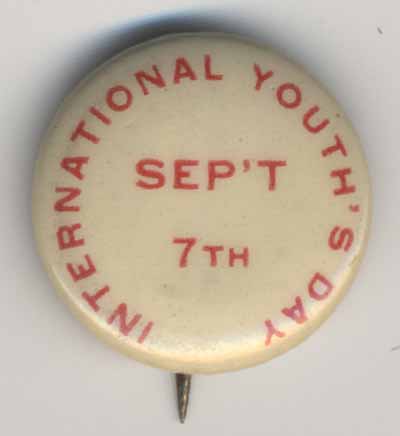 INTERNATIONAL YOUTH'S DAY
SEP'T
7TH